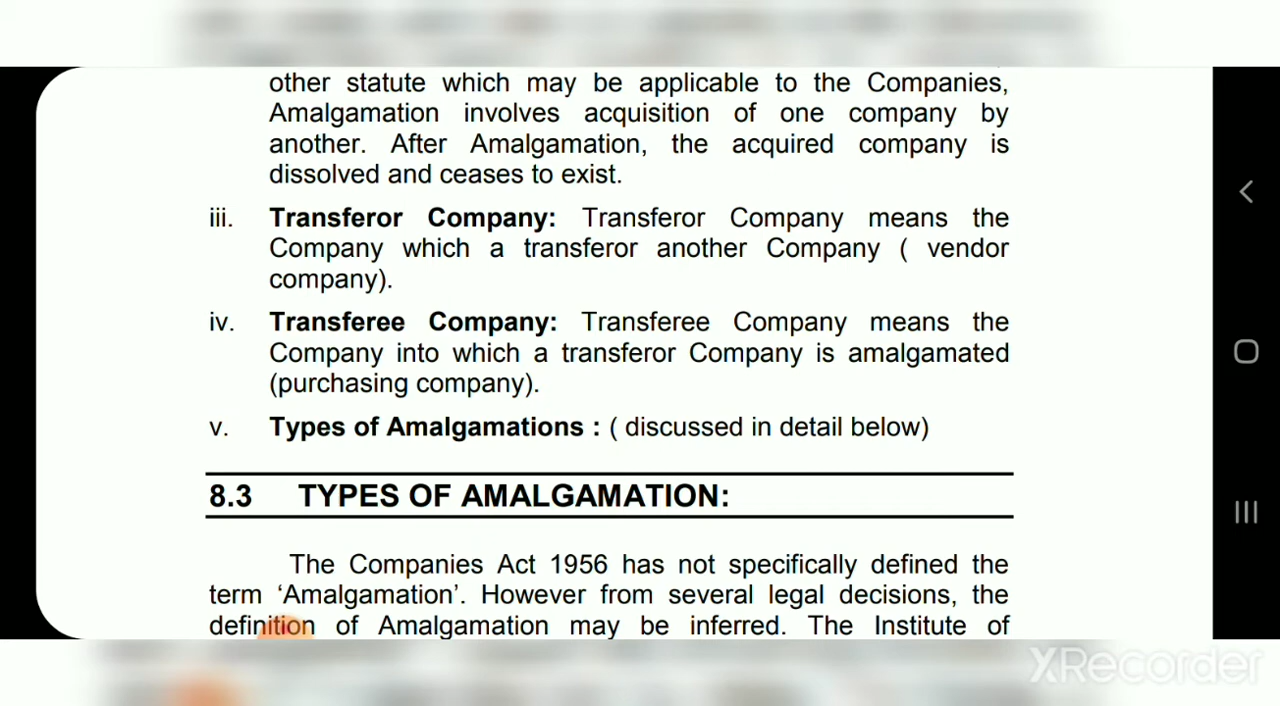 other statute which may be applicable to the Companies,
Amalgamation involves acquisition of one company by
another. After Amalgamation, the acquired company is
dissolved and ceases to exist.
iii. Transferor Company: Transferor Company means the
Company which a transferor another Company ( vendor
company).
iv. Transferee Company: Transferee Company means the
Company into which a transferor Company is amalgamated
(purchasing company).
v. Types of Amalgamations : ( discussed in detail below)
8.3 TYPES OF AMALGAMATION:
The Companies Act 1956 has not specifically defined the
term ‘Amalgamation’. However from several legal decisions, the
definition of Amalgamation may be inferred. The Institute of
XRecorder